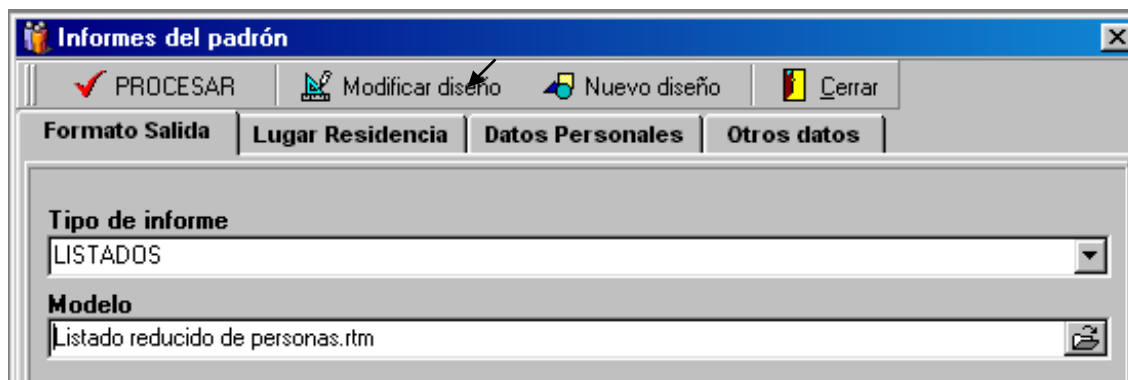 Informes del padrón
PROCESAR Modificar diseño Nuevo diseño Cerrar
Formato Salida Lugar Residencia Datos Personales Otros datos
Tipo de informe
LISTADOS
Modelo
Listado reducido de personas.rtm